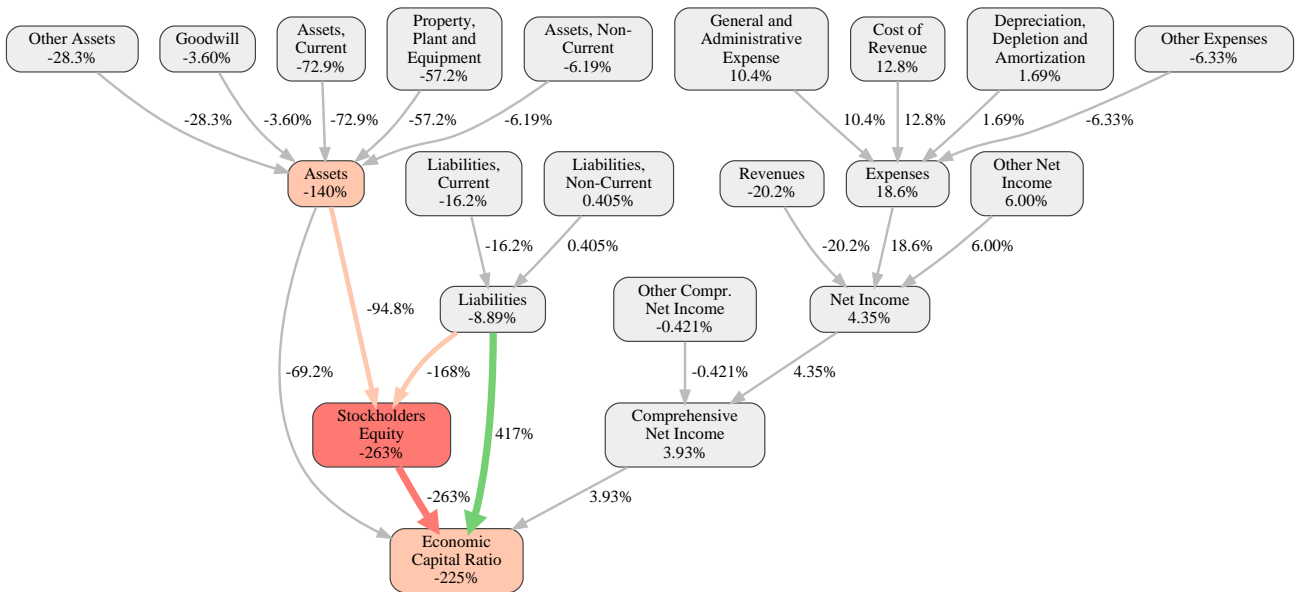 Other Assets
-28.3%
Goodwill
-3.60%
Assets,
Current
-72.9%
Property,
Plant and
Equipment
-57.2%
Assets, Non-
Current
-6.19%
General and
Administrative
Expense
10.4%
Cost of
Revenue
12.8%
Depreciation,
Depletion and
Amortization
1.69%
Other Expenses
-6.33%
-28.3%
-3.60%
-72.9%
-57.2%
-6.19%
10.4%
12.8%
1.69%
-6.33%
Assets
-140%
Liabilities,
Current
-16.2%
Liabilities,
Non-Current
0.405%
Revenues
-20.2%
Expenses
18.6%
Other Net
Income
6.00%
-16.2%
0.405%
-20.2%
18.6%
6.00%
Liabilities
-8.89%
Other Compr.
Net Income
-0.421%
Net Income
4.35%
-94.8%
-69.2%
-168%
-0.421%
4.35%
Stockholders
Equity
-263%
417%
Comprehensive
Net Income
3.93%
-263%
3.93%
Economic
Capital Ratio
-225%